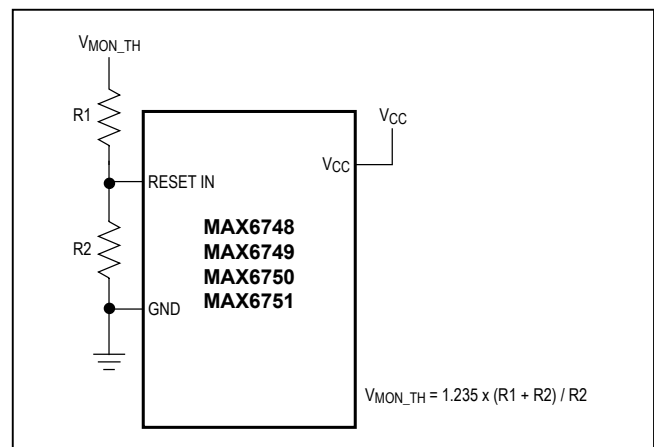 VMON_TH
R1
VCC
VCC
RESET IN
R2
MAX6748
MAX6749
MAX6750
MAX6751
GND
VMON_TH = 1.235 x (R1 + R2) / R2